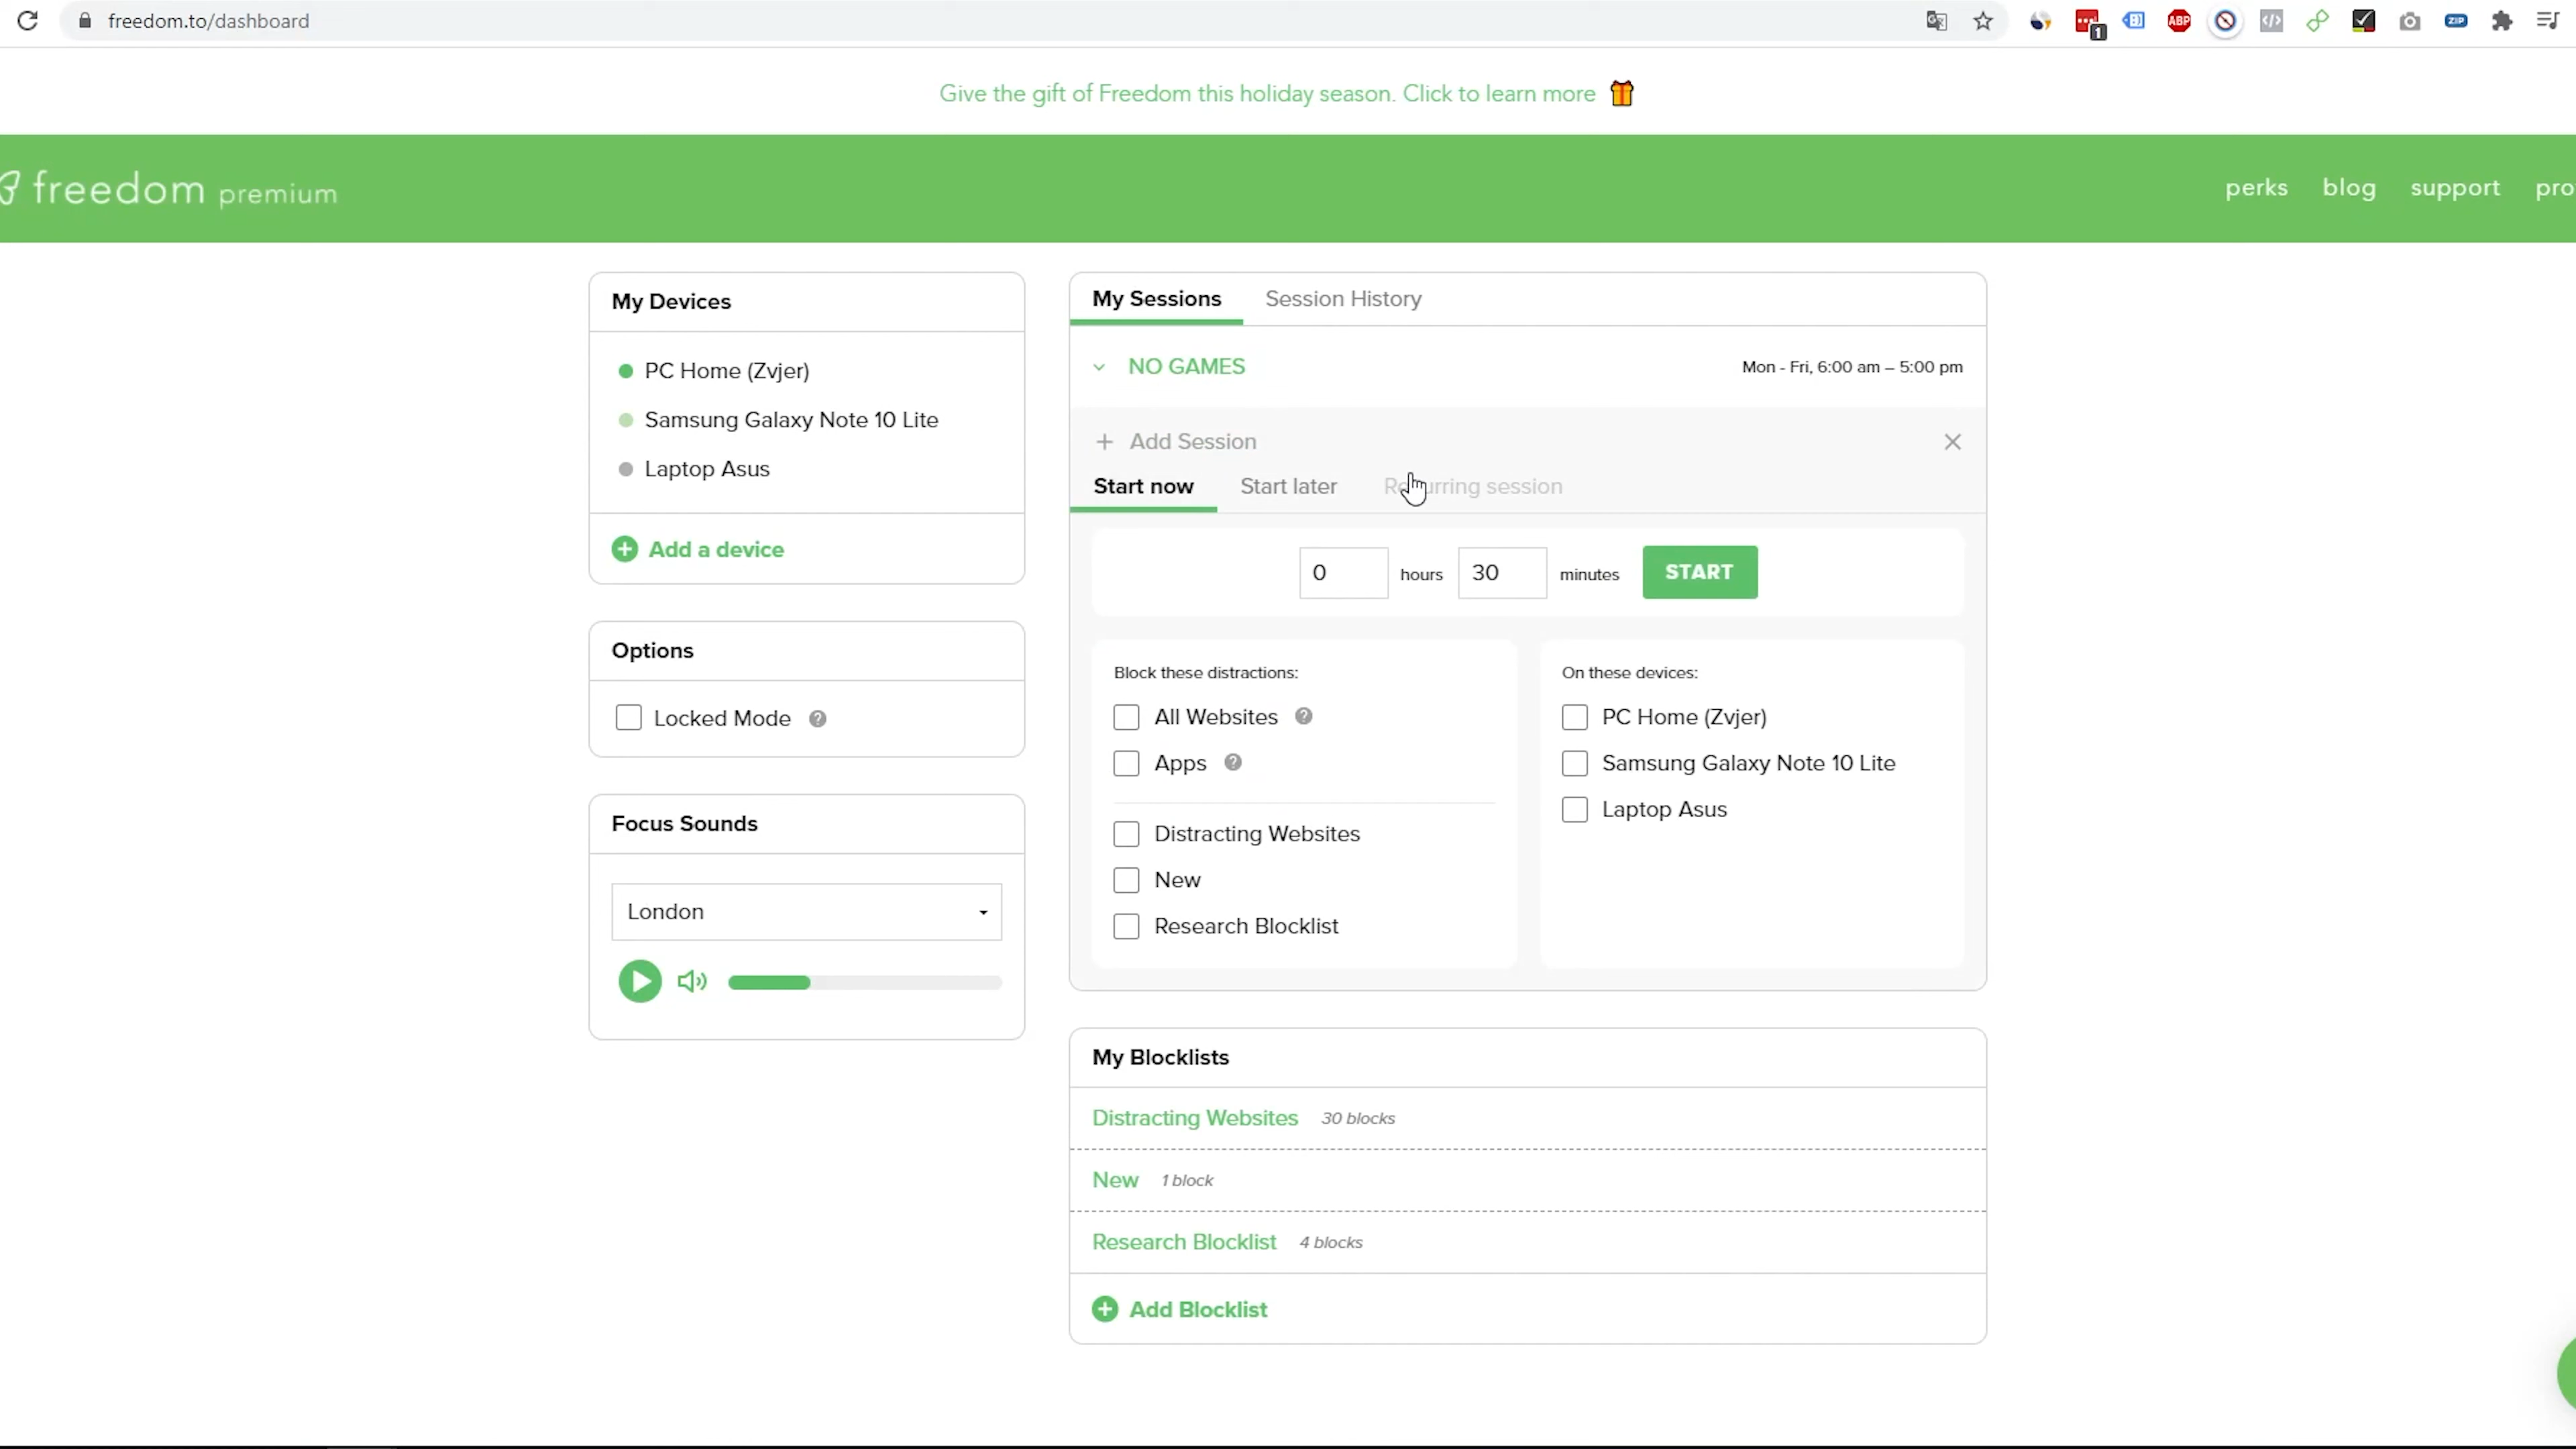 freedom.to/dashboard
1
ABP
ZIP
Give the gift of Freedom this holiday season. Click to learn more
freedom premium
perks
blog
support
pro
My Devices
PC Home (Zvjer)
Samsung Galaxy Note 10 Lite
Laptop Asus
Add a device
Options
Locked Mode
Focus Sounds
London
My Sessions
Session History
NO GAMES
Mon - Fri, 6:00 am – 5:00 pm
Add Session
Start now
Start later
Recurring session
0 hours 30 minutes START
Block these distractions:
All Websites
Apps
Distracting Websites
New
Research Blocklist
On these devices:
PC Home (Zvjer)
Samsung Galaxy Note 10 Lite
Laptop Asus
My Blocklists
Distracting Websites 30 blocks
New 1 block
Research Blocklist 4 blocks
Add Blocklist